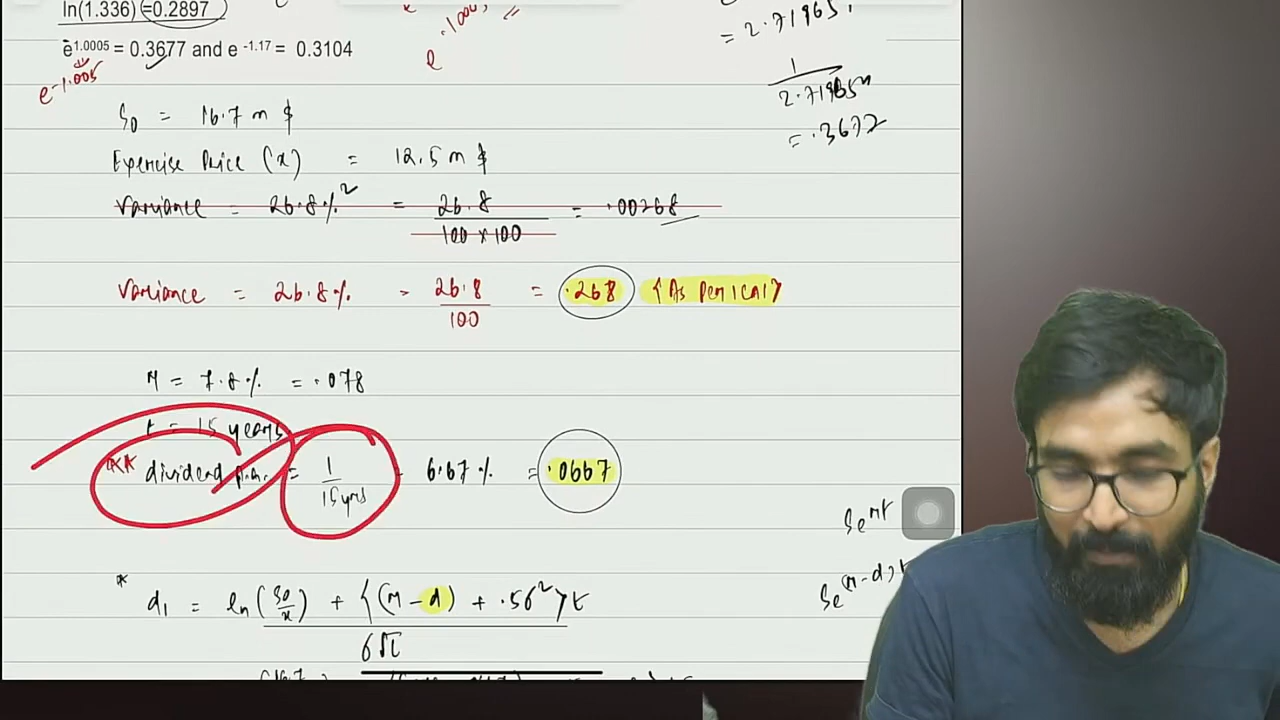 ln(1.336) =0.2897
e^-1.0005 = 0.3677 and e^-1.17 = 0.3104
e^-1.005
= 2.71965
1
2.71965
= .3677
S0 = 16.7 m $
Exercise Price (x) = 12.5 m $
Variance = 26.8%^2 = 26.8 / 100 x 100 = .00268
Variance = 26.8% = 26.8 / 100 = .268 {As per ICAI}
r = 7.8% = .078
t = 15 years
** dividend p.a. = 1 / 15 yrs = 6.67% = .0667
Se^rt
Se^(r-d)t
* d1 = ln(S0/x) + {(r - d) + .5σ^2} t
σ√t